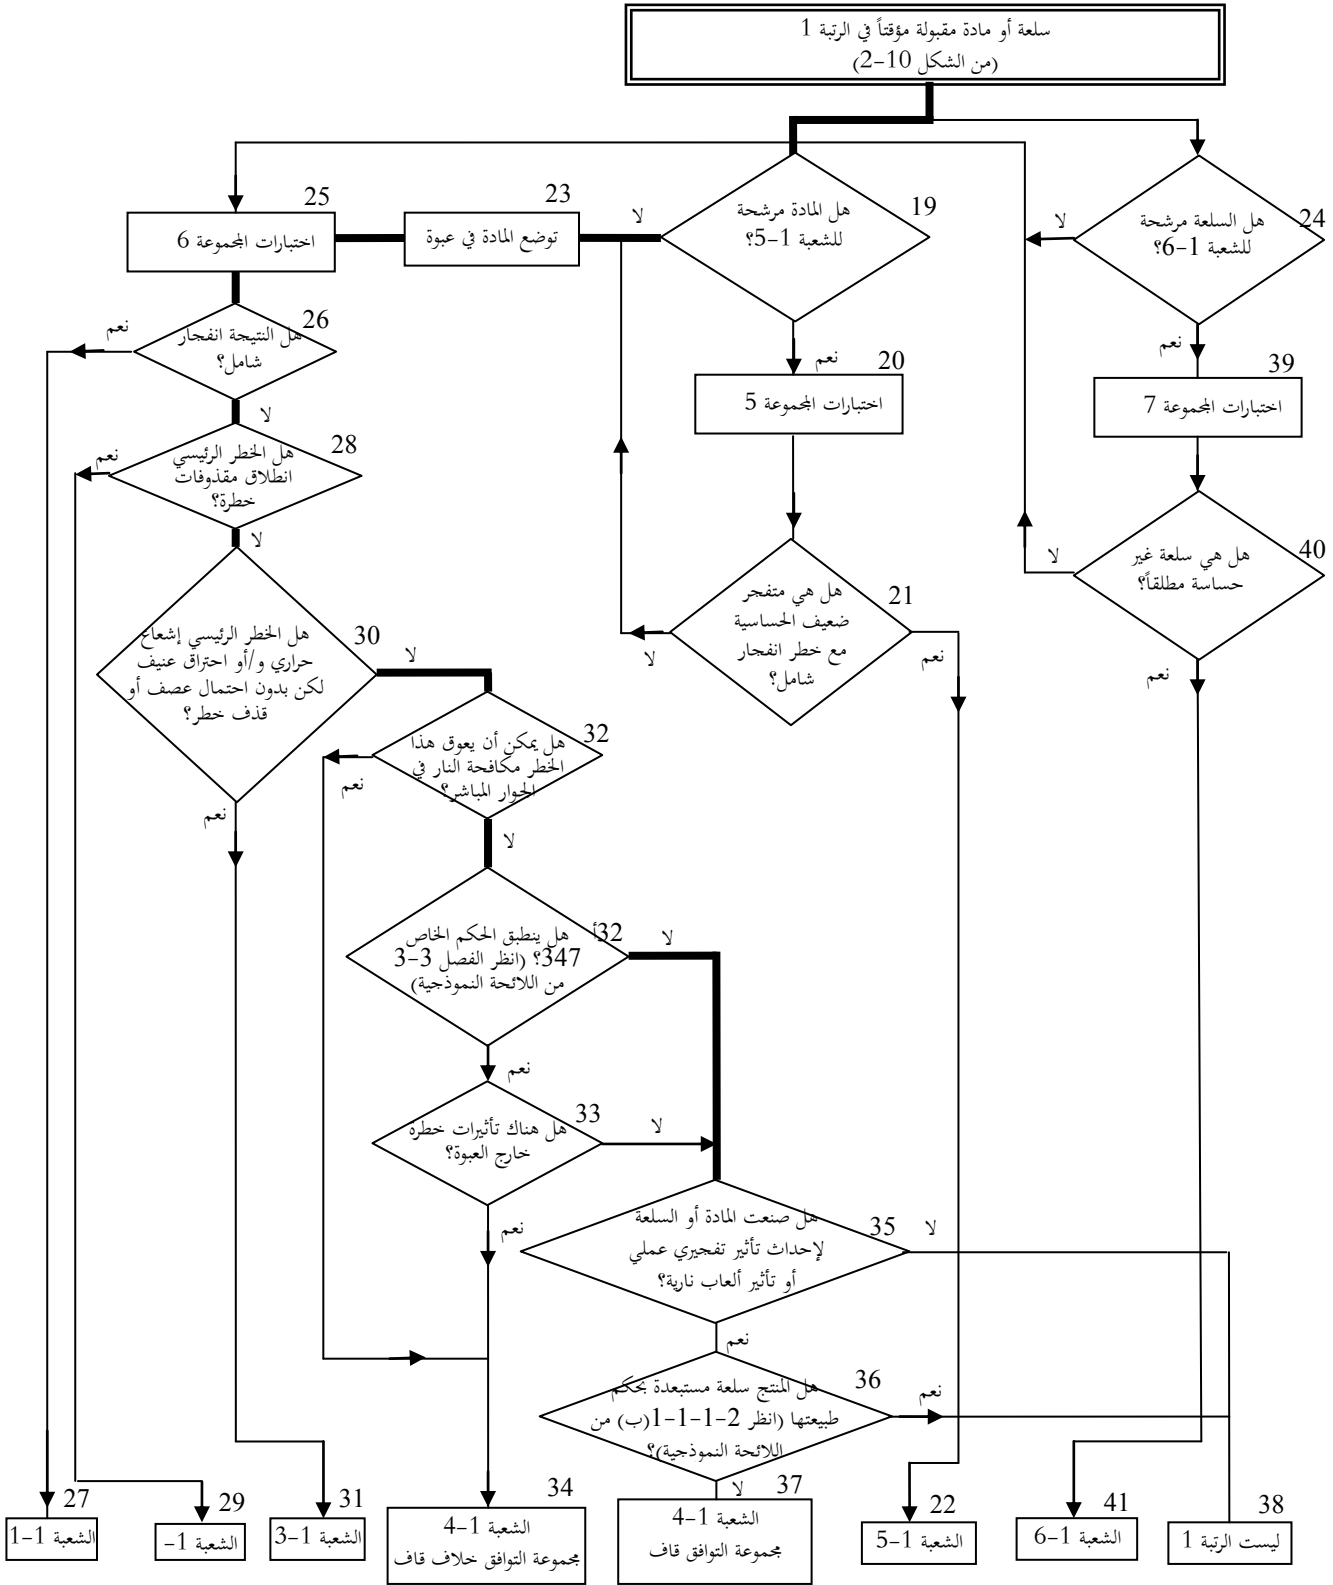 سلعة أو مادة مقبولة مؤقتاً في الرتبة 1
(من الشكل 10-2)
24
هل السلعة مرشحة
للشعبة 1-6؟
لا
نعم
19
هل المادة مرشحة
للشعبة 1-5؟
لا
نعم
23
توضع المادة في عبوة
25
اختبارات المجموعة 6
39
اختبارات المجموعة 7
20
اختبارات المجموعة 5
26
هل النتيجة انفجار
شامل؟
نعم
لا
28
هل الخطر الرئيسي
انطلاق مقذوفات
خطرة؟
نعم
لا
40
هل هي سلعة غير
حساسة مطلقاً؟
لا
نعم
21
هل هي متفجر
ضعيف الحساسية
مع خطر انفجار
شامل؟
لا
نعم
30
هل الخطر الرئيسي إشعاع
حراري و/أو احتراق عنيف
لكن بدون احتمال عصف أو
قذف خطر؟
لا
نعم
32
هل يمكن أن يعوق هذا
الخطر مكافحة النار في
الجوار المباشر؟
نعم
لا
32أ
هل ينطبق الحكم الخاص
347؟ (انظر الفصل 3-3
من اللائحة النموذجية)
لا
نعم
33
هل هناك تأثيرات خطرة
خارج العبوة؟
لا
نعم
35
هل صنعت المادة أو السلعة
لإحداث تأثير تفجيري عملي
أو تأثير ألعاب نارية؟
لا
نعم
36
هل المنتج سلعة مستبعدة بحكم
طبيعتها (انظر 2-1-1-1(ب) من
اللائحة النموذجية)؟
نعم
لا
38
ليست الرتبة 1
41
الشعبة 1-6
22
الشعبة 1-5
37
الشعبة 1-4
مجموعة التوافق قاف
34
الشعبة 1-4
مجموعة التوافق خلاف قاف
31
الشعبة 1-3
29
الشعبة 1-
27
الشعبة 1-1